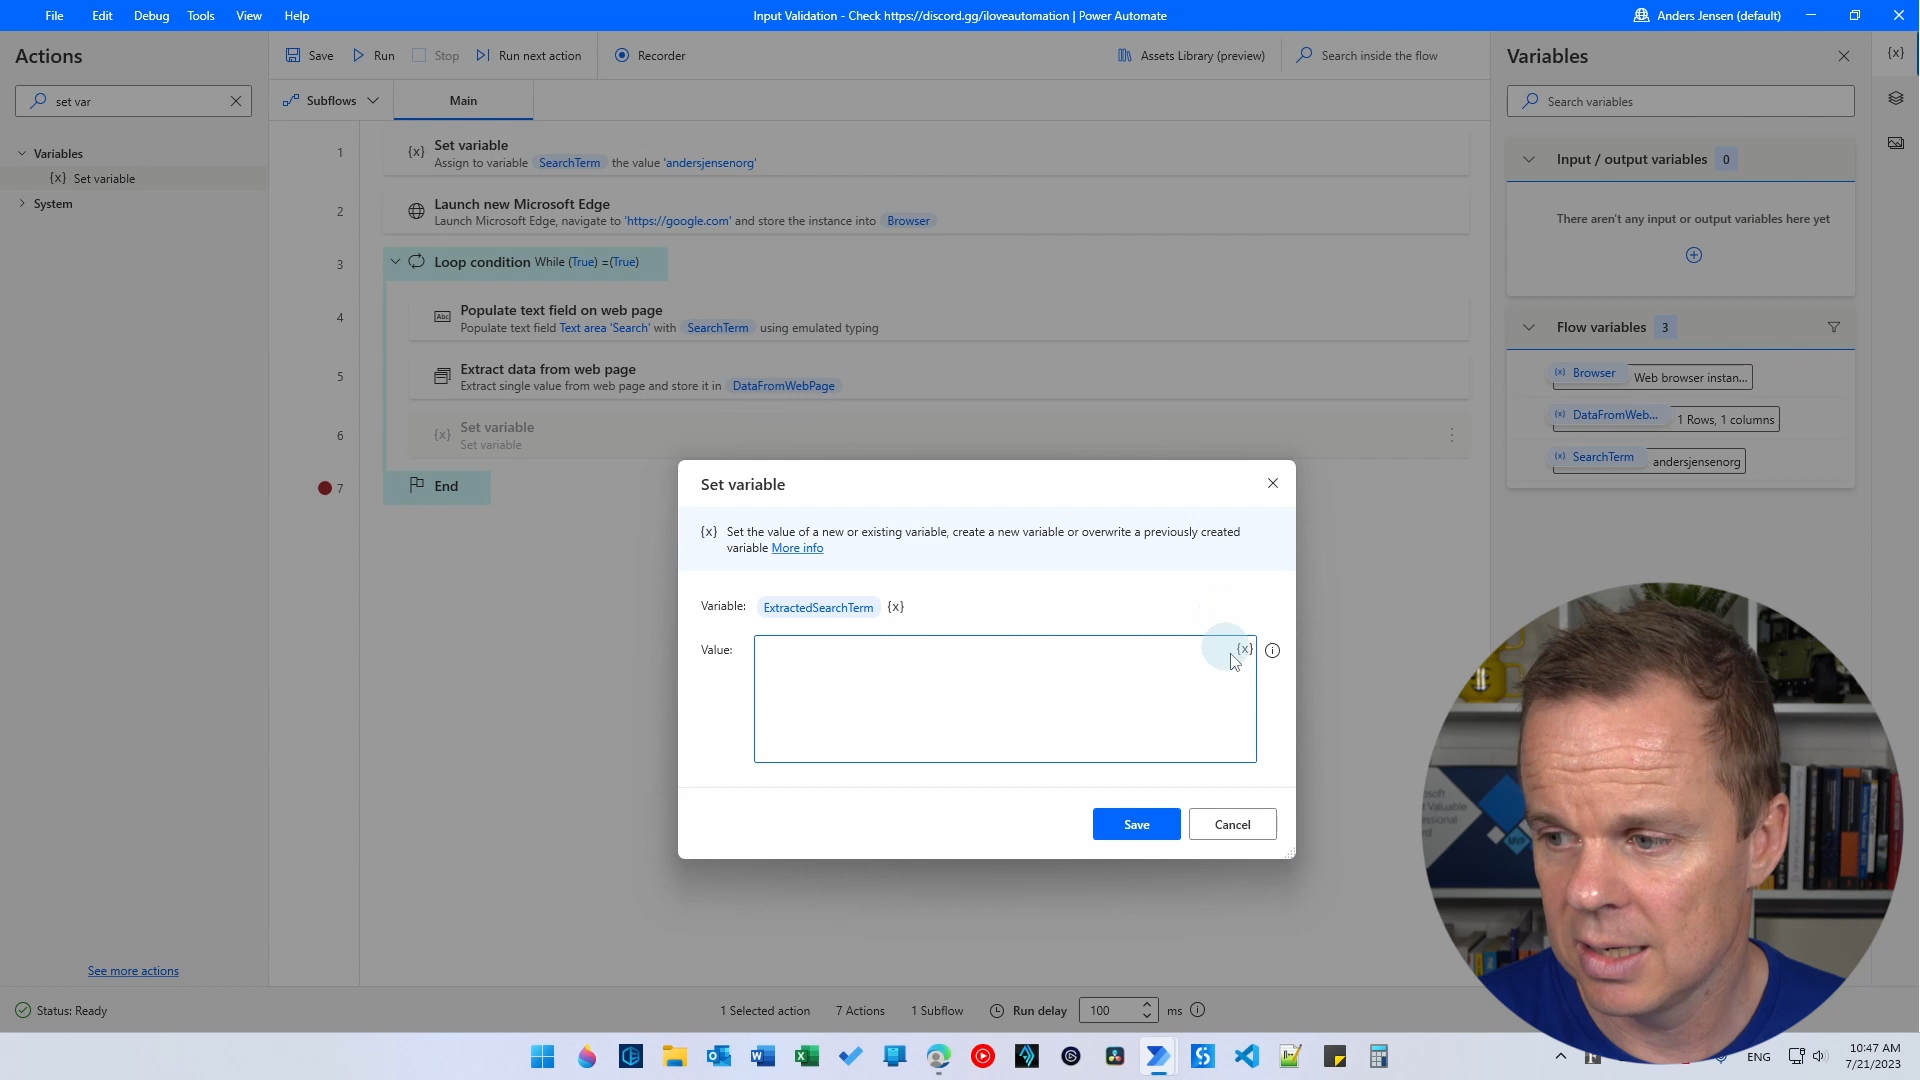 File Edit Debug Tools View Help
Input Validation - Check https://discord.gg/iloveautomation | Power Automate
Anders Jensen (default)
Actions
set var
Variables
{x} Set variable
System
See more actions
Save Run Stop Run next action Recorder
Assets Library (preview) Search inside the flow
Subflows Main
1
{x} Set variable
Assign to variable SearchTerm the value 'andersjensenorg'
2
Launch new Microsoft Edge
Launch Microsoft Edge, navigate to 'https://google.com' and store the instance into Browser
3
Loop condition While (True) =(True)
4
Abc Populate text field on web page
Populate text field Text area 'Search' with SearchTerm using emulated typing
5
Extract data from web page
Extract single value from web page and store it in DataFromWebPage
6
{x} Set variable
Set variable
7
End
Set variable
{x} Set the value of a new or existing variable, create a new variable or overwrite a previously created
variable More info
Variable: ExtractedSearchTerm {x}
Value: {x}
Save Cancel
Variables {x}
Search variables
Input / output variables 0
There aren't any input or output variables here yet
Flow variables 3
{x} Browser Web browser instan...
{x} DataFromWeb... 1 Rows, 1 columns
{x} SearchTerm andersjensenorg
Status: Ready 1 Selected action 7 Actions 1 Subflow Run delay 100 ms
MVP
ENG
10:47 AM
7/21/2023